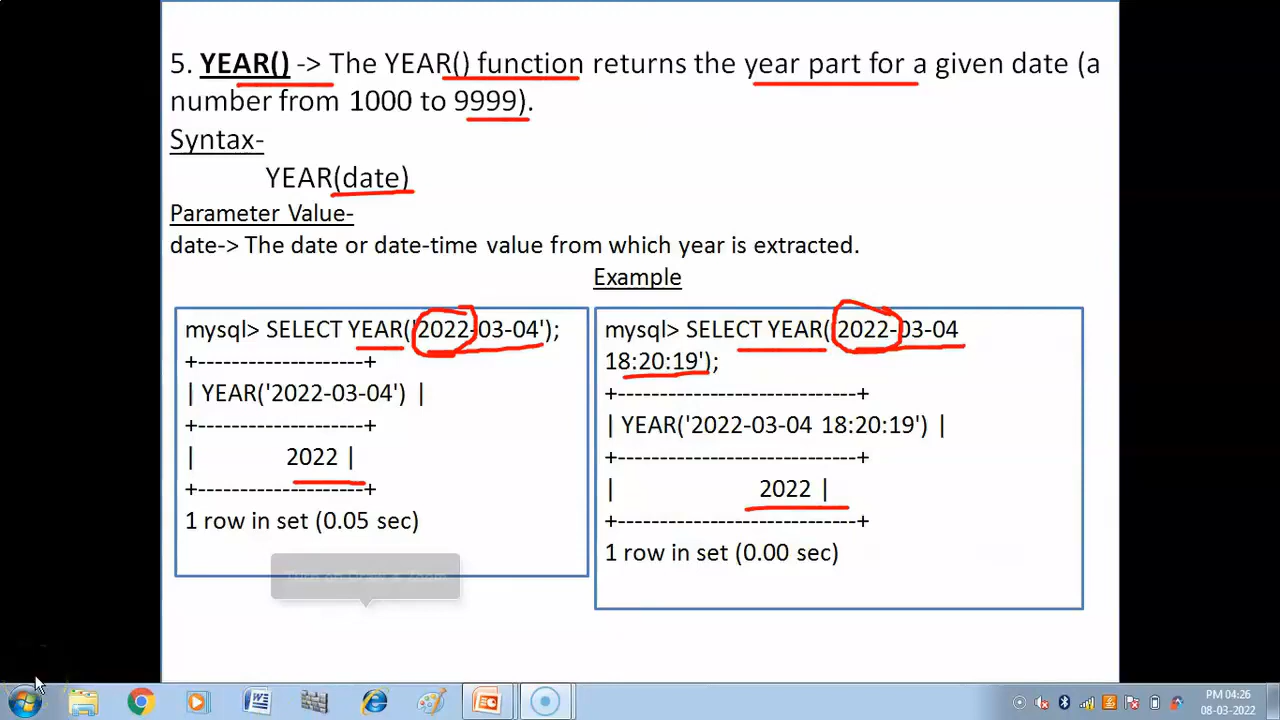 5. YEAR() -> The YEAR() function returns the year part for a given date (a
number from 1000 to 9999).
Syntax-
YEAR(date)
Parameter Value-
date-> The date or date-time value from which year is extracted.
Example
mysql> SELECT YEAR('2022-03-04');
+-------------------+
| YEAR('2022-03-04') |
+-------------------+
| 2022 |
+-------------------+
1 row in set (0.05 sec)
mysql> SELECT YEAR('2022-03-04
18:20:19');
+----------------------------+
| YEAR('2022-03-04 18:20:19') |
+----------------------------+
| 2022 |
+----------------------------+
1 row in set (0.00 sec)
PM 04:26
08-03-2022